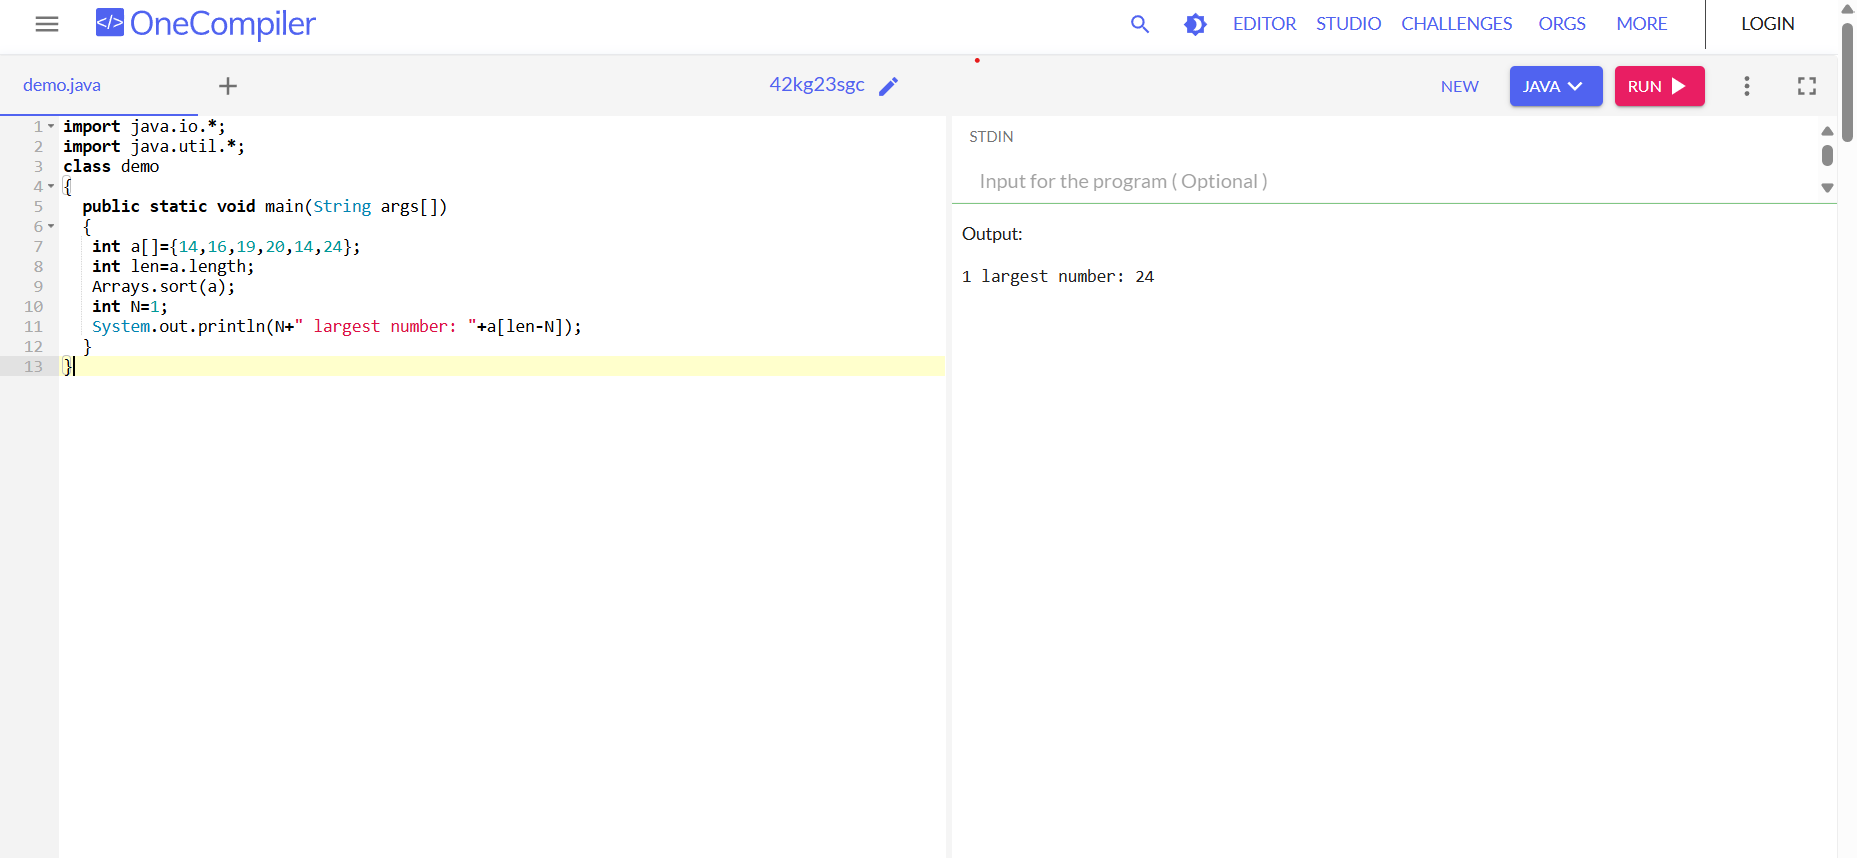 </> OneCompiler
EDITOR STUDIO CHALLENGES ORGS MORE LOGIN
demo.java + 42kg23sgc NEW JAVA RUN
1 import java.io.*;
2 import java.util.*;
3 class demo
4 {
5 public static void main(String args[])
6 {
7 int a[]={14,16,19,20,14,24};
8 int len=a.length;
9 Arrays.sort(a);
10 int N=1;
11 System.out.println(N+" largest number: "+a[len-N]);
12 }
13 }
STDIN
Input for the program ( Optional )
Output:
1 largest number: 24